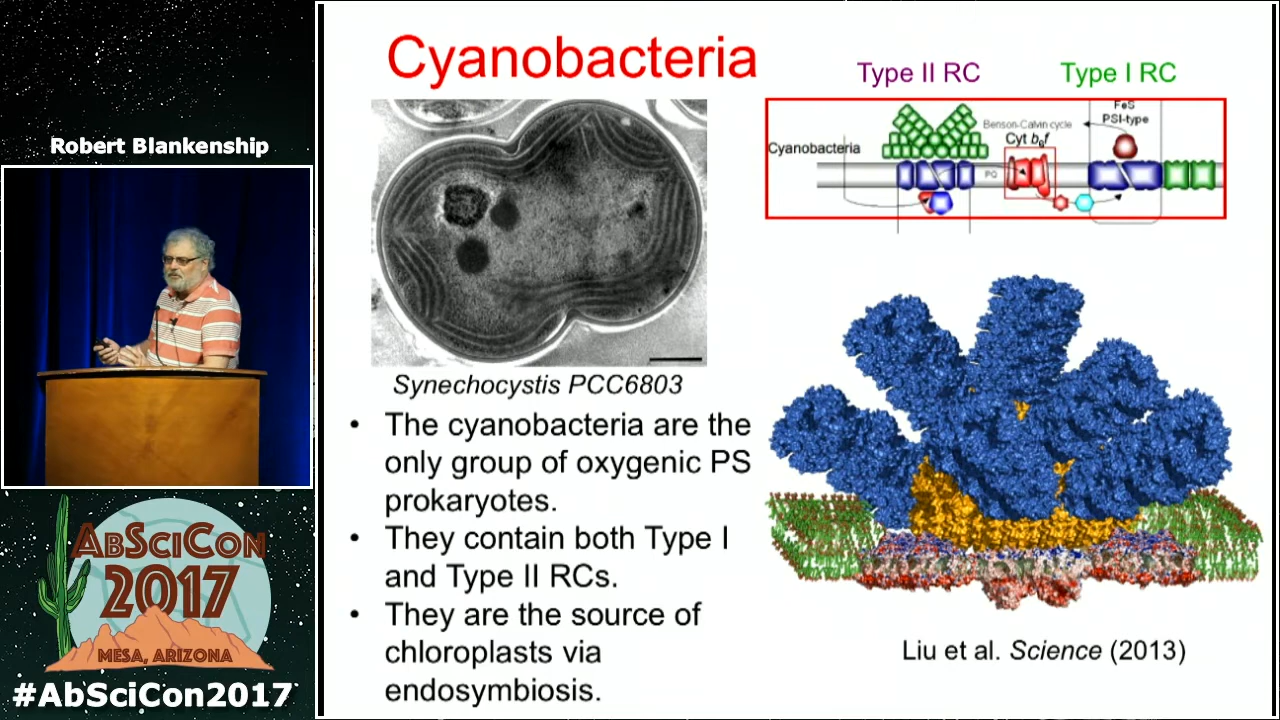 Robert Blankenship
ABSCICON
2017
MESA, ARIZONA
#AbSciCon2017
Cyanobacteria
Type II RC
Type I RC
FeS
PSI-type
Benson-Calvin cycle
Cyt b6f
Cyanobacteria
PQ
Synechocystis PCC6803
• The cyanobacteria are the
only group of oxygenic PS
prokaryotes.
• They contain both Type I
and Type II RCs.
• They are the source of
chloroplasts via
endosymbiosis.
Liu et al. Science (2013)